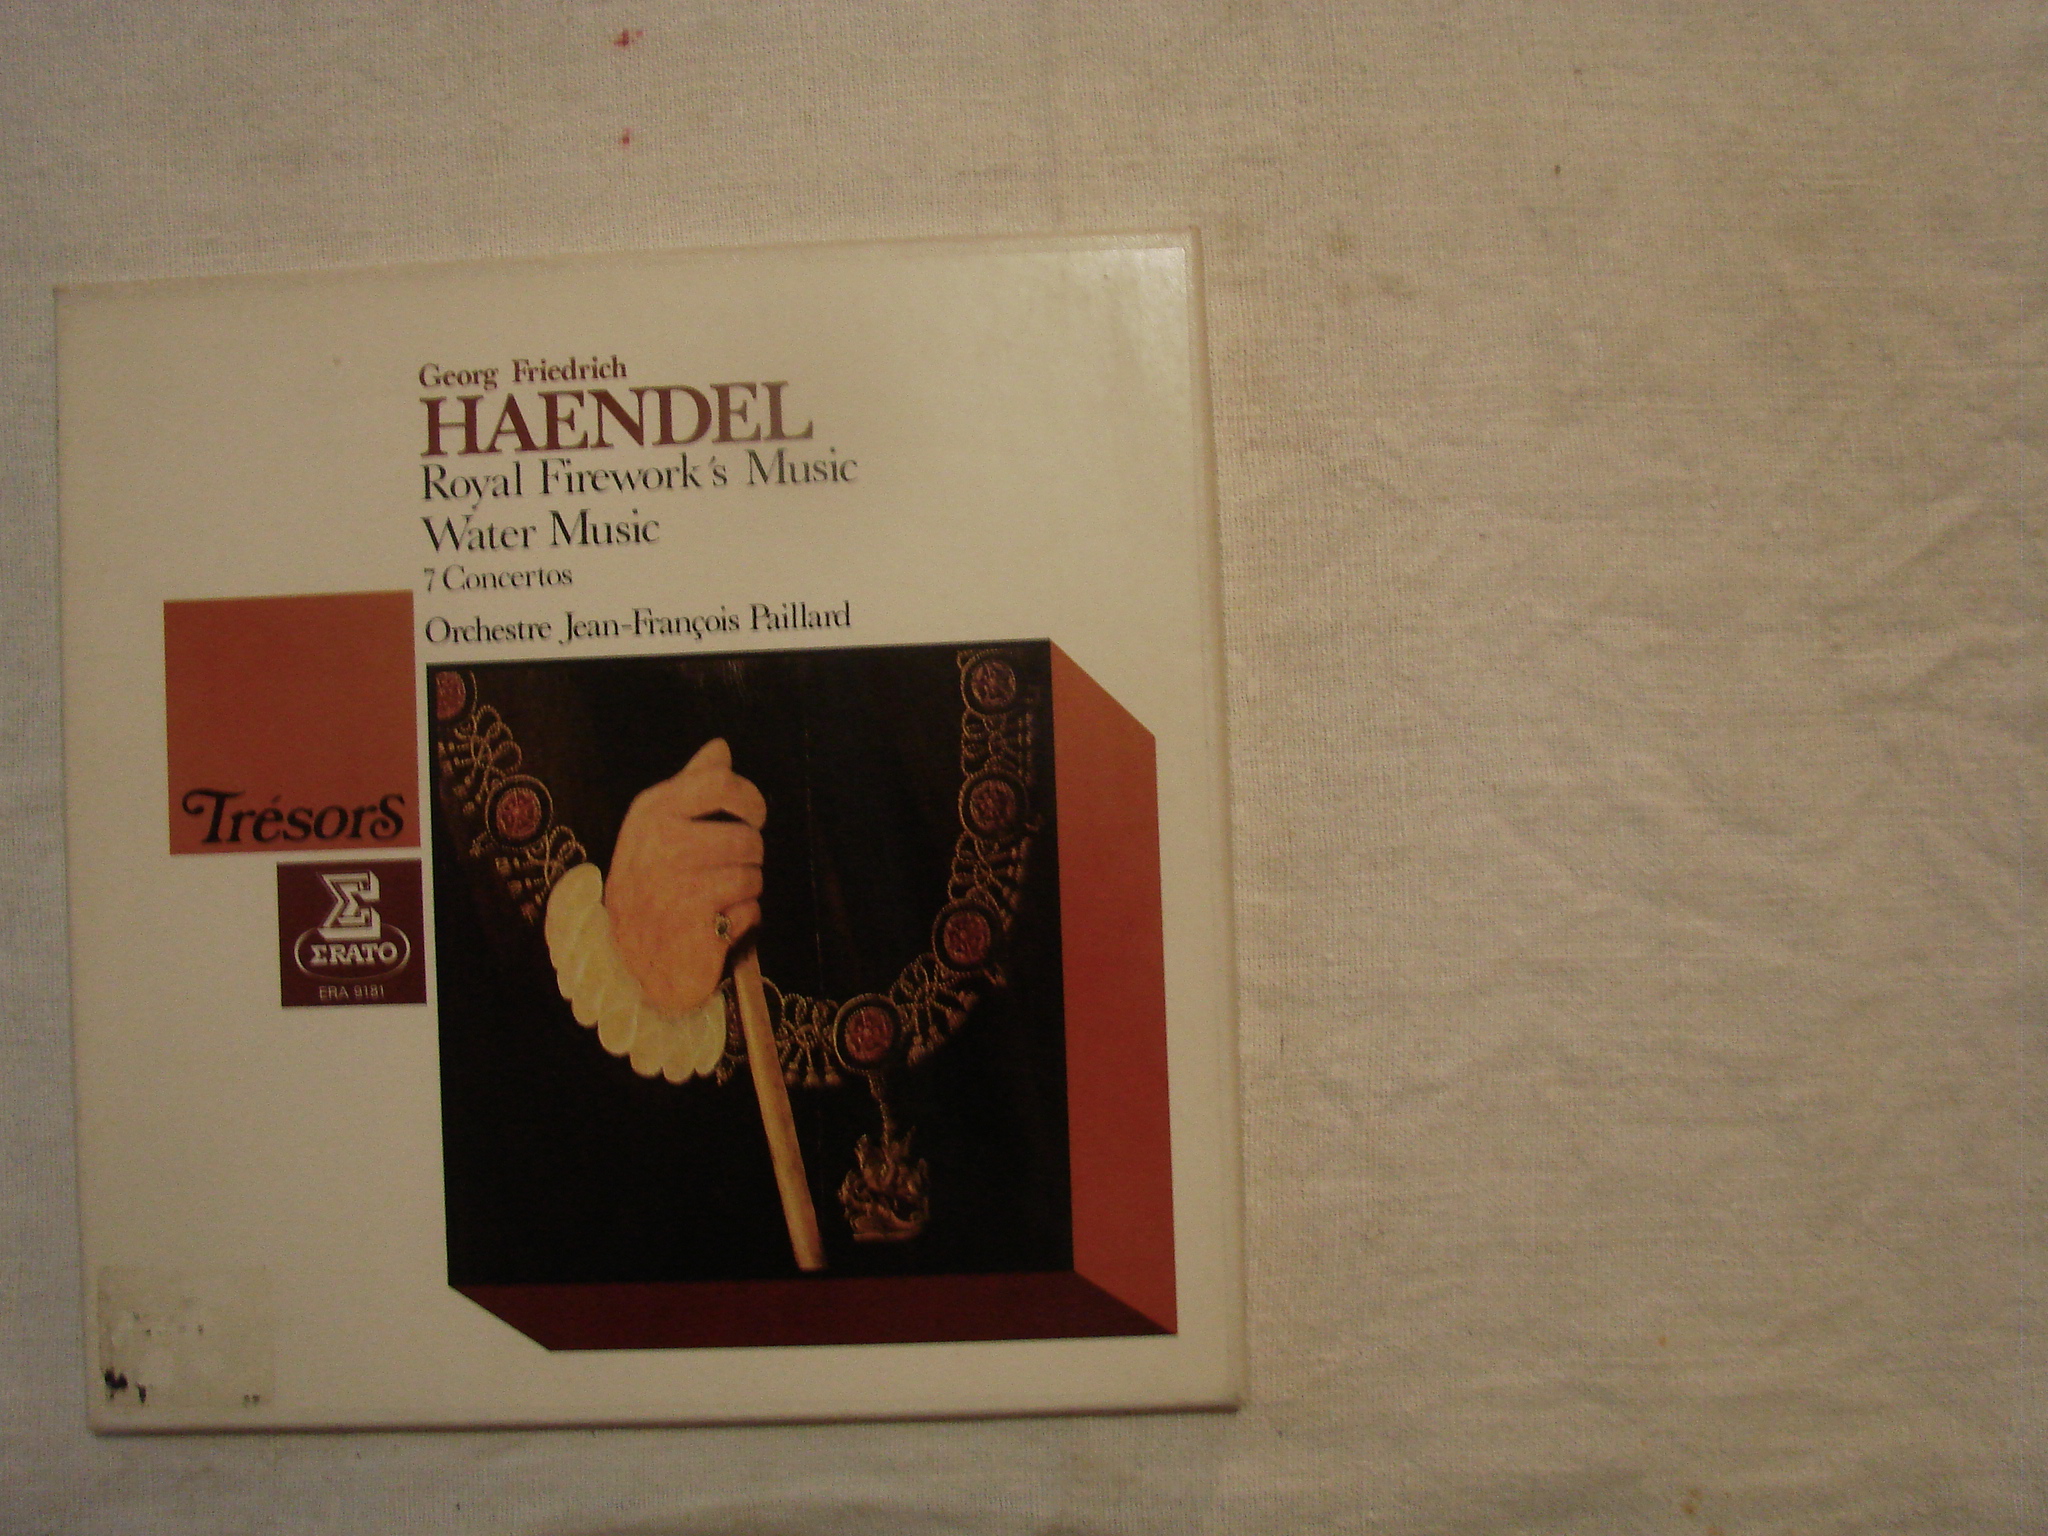 Georg Friedrich
HAENDEL
Royal Firework's Music
Water Music
7 Concertos
Orchestre Jean-François Paillard
Trésors
Σ
ΣRATO
ERA 9181